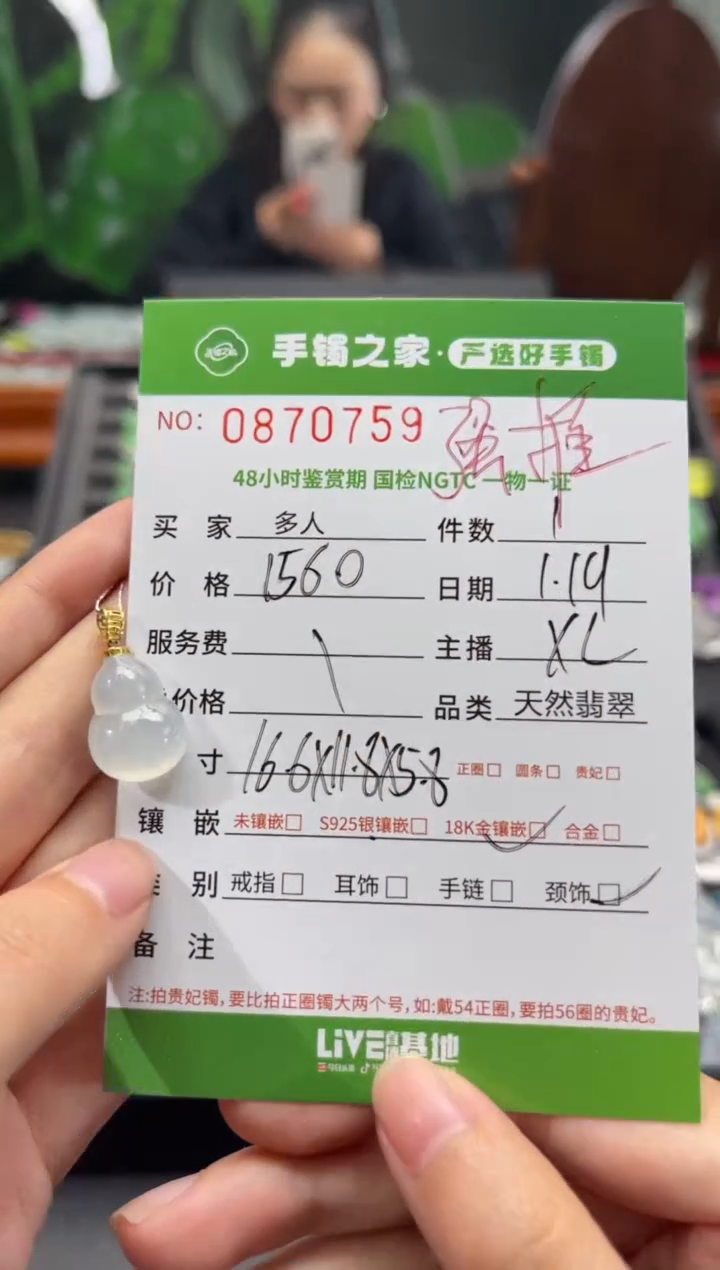 手镯之家·严选好手镯
NO: 0870759
48小时鉴赏期 国检NGTC 一物一证
买 家 多人 件数 1
价 格 1560 日期 1.19
服务费 \ 主播 XL
价格 品类 天然翡翠
寸 16.6X11.8X5.8 正圈□ 圆条□ 贵妃□
镶 嵌 未镶嵌□ S925银镶嵌□ 18K金镶嵌☑ 合金□
类 别 戒指□ 耳饰□ 手链□ 颈饰☑
备 注
注:拍贵妃镯,要比拍正圈镯大两个号,如:戴54正圈,要拍56圈的贵妃。
LiVE 基地